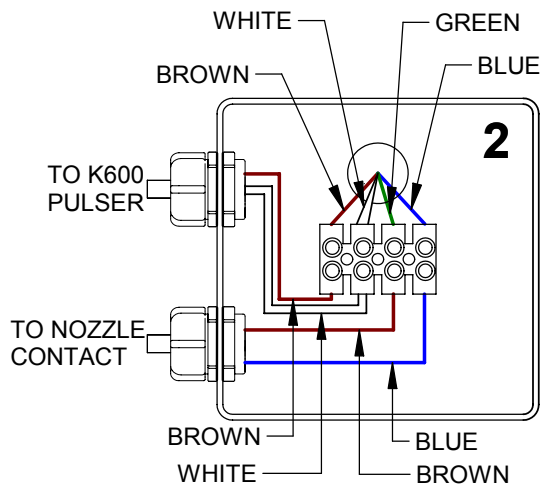 WHITE
GREEN
BROWN
BLUE
2
TO K600
PULSER
TO NOZZLE
CONTACT
BROWN
BLUE
WHITE
BROWN